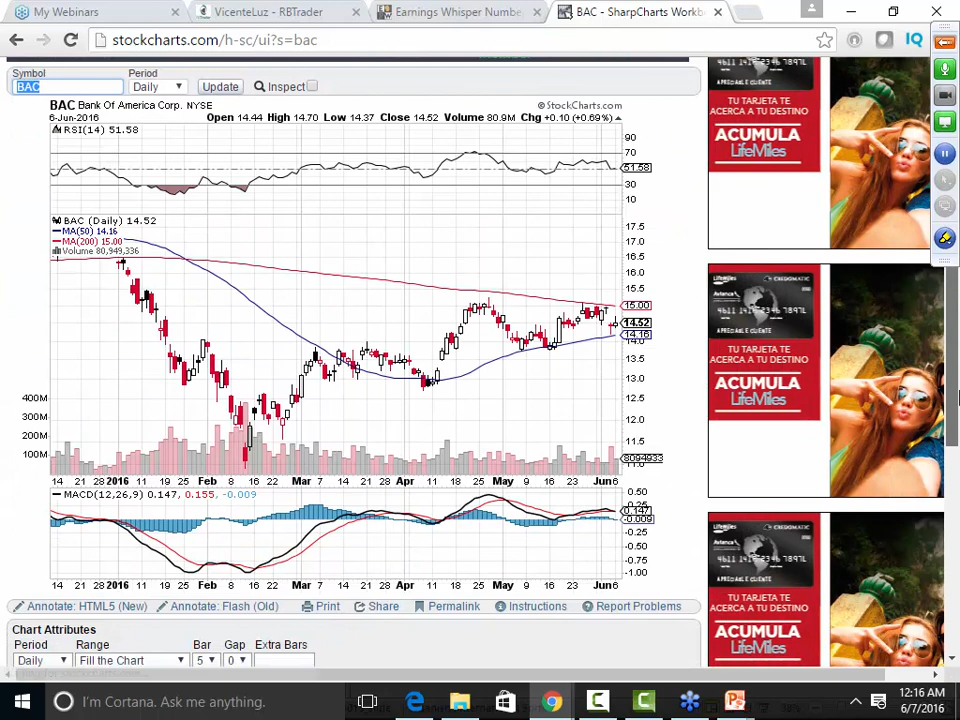 My Webinars
VicenteLuz - RBTrader
Earnings Whisper Numbe
BAC - SharpCharts Workb
stockcharts.com/h-sc/ui?s=bac
IQ
Symbol
Period
BAC
Daily
Update
Inspect
BAC Bank Of America Corp. NYSE
© StockCharts.com
6-Jun-2016
Open 14.44 High 14.70 Low 14.37 Close 14.52 Volume 80.9M Chg +0.10 (+0.69%)
RSI(14) 51.58
90
70
51.58
30
10
BAC (Daily) 14.52
MA(50) 14.16
MA(200) 15.00
Volume 80,949,336
17.5
17.0
16.5
16.0
15.5
15.00
14.52
14.16
14.0
13.5
13.0
12.5
12.0
11.5
11.0
400M
300M
200M
100M
8094933
14 21 28 2016 11 19 25 Feb 8 16 22 Mar 7 14 21 28 Apr 11 18 25 May 9 16 23 Jun 6
MACD(12,26,9) 0.147, 0.155, -0.009
0.50
0.25
0.147
-0.009
-0.25
-0.50
-0.75
-1.00
14 21 28 2016 11 19 25 Feb 8 16 22 Mar 7 14 21 28 Apr 11 18 25 May 9 16 23 Jun 6
Annotate: HTML5 (New)
Annotate: Flash (Old)
Print
Share
Permalink
Instructions
Report Problems
Chart Attributes
Period
Range
Bar
Gap
Extra Bars
Daily
Fill the Chart
5
0
TU TARJETA TE
ACERCA A TU DESTINO
ACUMULA
LifeMiles
Lifemiles
CREDOMATIC
Avianca
TU TARJETA TE
ACERCA A TU DESTINO
ACUMULA
LifeMiles
Lifemiles
CREDOMATIC
Avianca
TU TARJETA TE
ACERCA A TU DESTINO
ACUMULA
LifeMiles
I'm Cortana. Ask me anything.
12:16 AM
6/7/2016